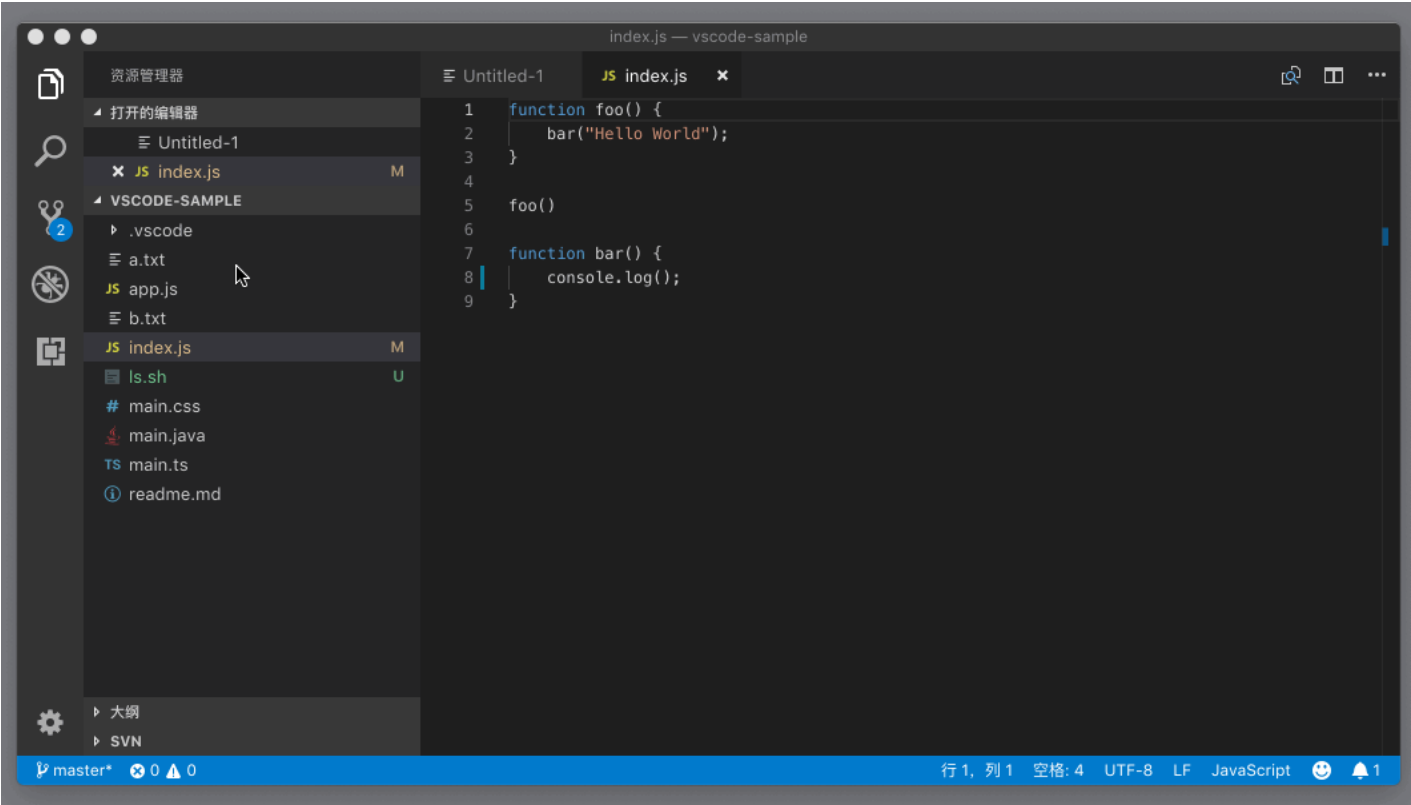 index.js — vscode-sample
资源管理器
打开的编辑器
Untitled-1
JS index.js M
VSCODE-SAMPLE
.vscode
a.txt
JS app.js
b.txt
JS index.js M
ls.sh U
# main.css
main.java
TS main.ts
readme.md
大纲
SVN
2
Untitled-1 JS index.js
1 function foo() {
2 bar("Hello World");
3 }
4
5 foo()
6
7 function bar() {
8 console.log();
9 }
master* 0 0 行 1, 列 1 空格: 4 UTF-8 LF JavaScript 1